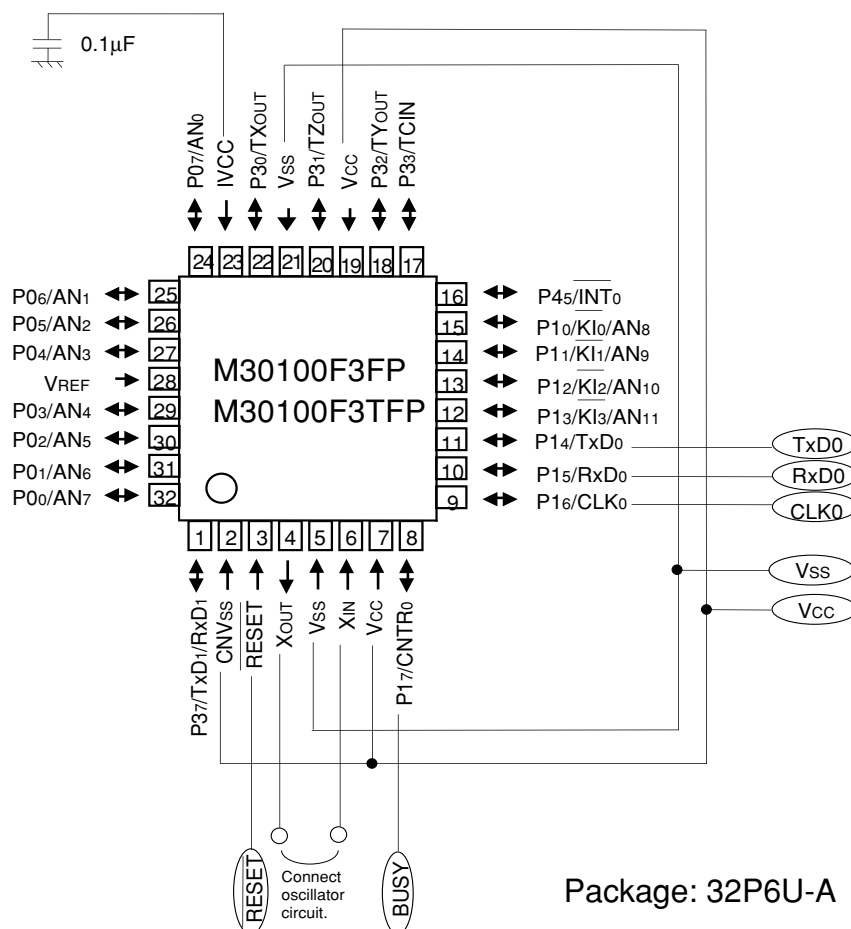 0.1µF
P07/AN0
IVCC
P30/TXOUT
VSS
P31/TZOUT
VCC
P32/TYOUT
P33/TCIN
24 23 22 21 20 19 18 17
P06/AN1 25
P05/AN2 26
P04/AN3 27
VREF 28
P03/AN4 29
P02/AN5 30
P01/AN6 31
P00/AN7 32
M30100F3FP
M30100F3TFP
16 P45/INT0
15 P10/KI0/AN8
14 P11/KI1/AN9
13 P12/KI2/AN10
12 P13/KI3/AN11
11 P14/TxD0 TxD0
10 P15/RxD0 RxD0
9 P16/CLK0 CLK0
VSS
VCC
1 2 3 4 5 6 7 8
P37/TxD1/RxD1
CNVSS
RESET
XOUT
VSS
XIN
VCC
P17/CNTR0
RESET
Connect
oscillator
circuit.
BUSY
Package: 32P6U-A